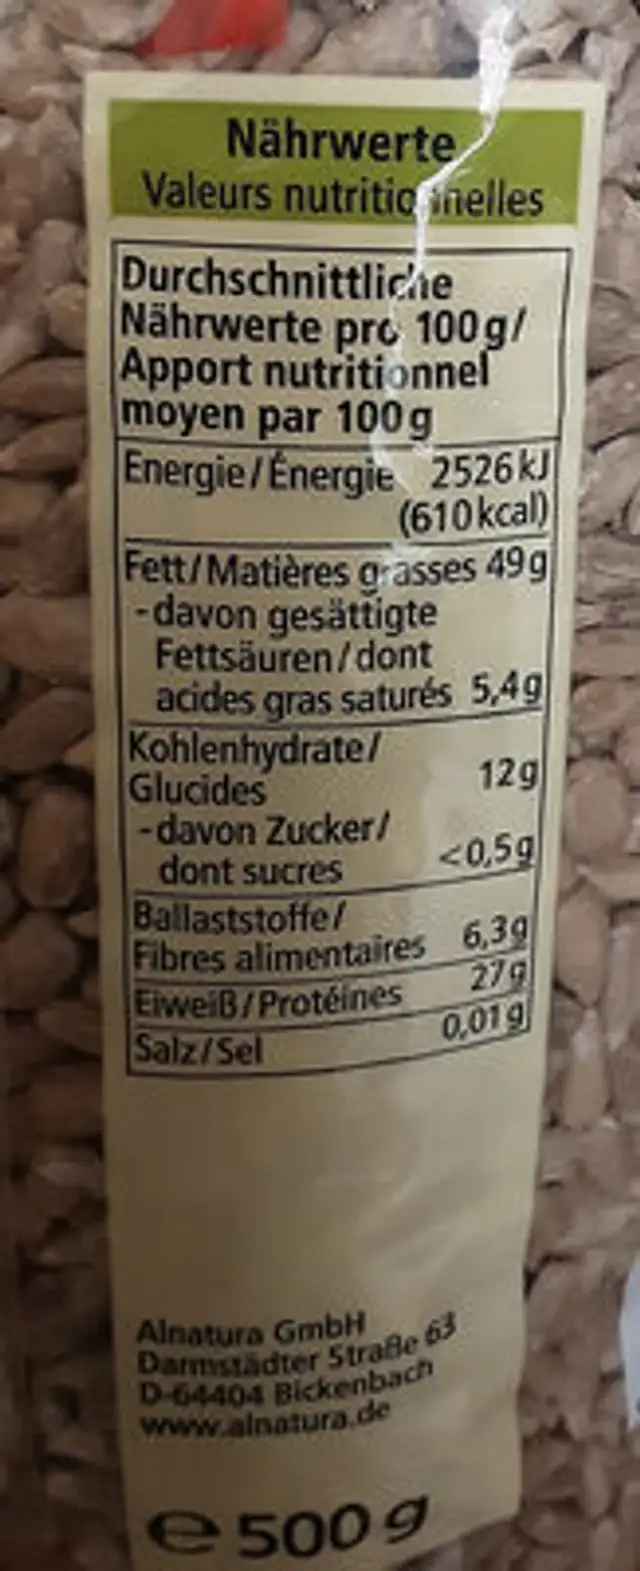 Nährwerte
Valeurs nutritionnelles
Durchschnittliche
Nährwerte pro 100g/
Apport nutritionnel
moyen par 100g
Energie/Énergie 2526kJ
(610kcal)
Fett/Matières grasses 49g
-davon gesättigte
Fettsäuren/dont
acides gras saturés 5,4g
Kohlenhydrate/
Glucides 12g
-davon Zucker/
dont sucres <0,5g
Ballaststoffe/
Fibres alimentaires 6,3g
Eiweiß/Protéines 27g
Salz/Sel 0,01g
Alnatura GmbH
Darmstädter Straße 63
D-64404 Bickenbach
www.alnatura.de
e 500g